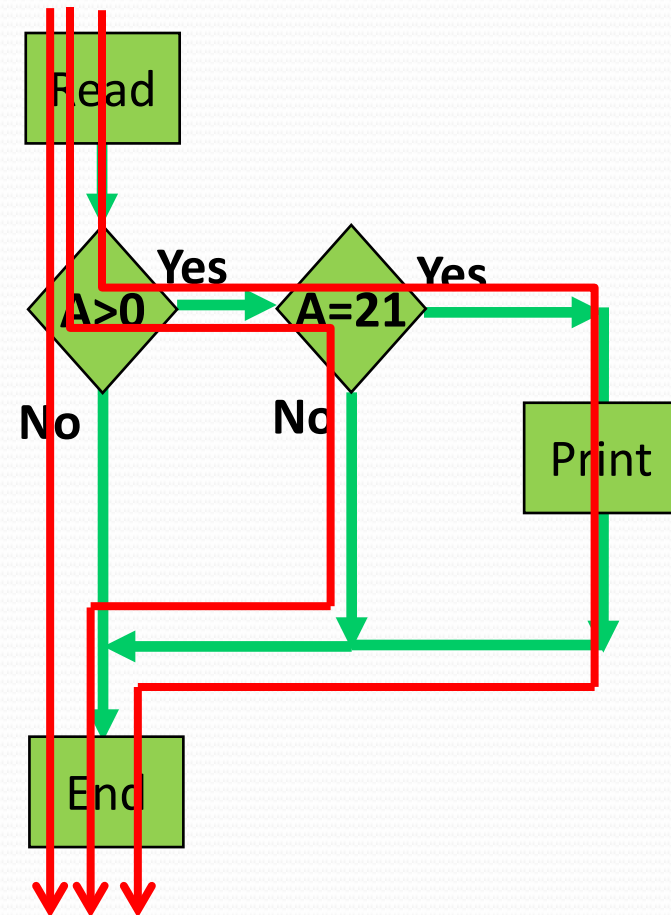 Read
Yes
Yes
A>0
A=21
No
No
Print
End